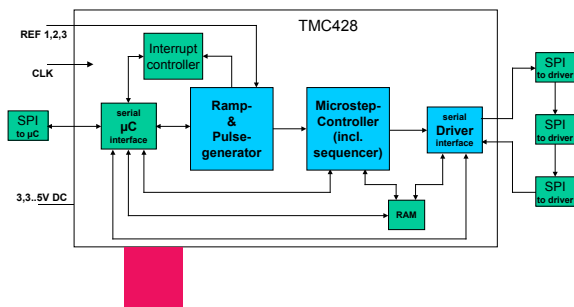 TMC428
REF 1,2,3
CLK
Interrupt
controller
SPI
to µC
serial
µC
interface
Ramp-
&
Pulse-
generator
Microstep-
Controller
(incl.
sequencer)
serial
Driver
interface
RAM
SPI
to driver
SPI
to driver
SPI
to driver
3,3..5V DC